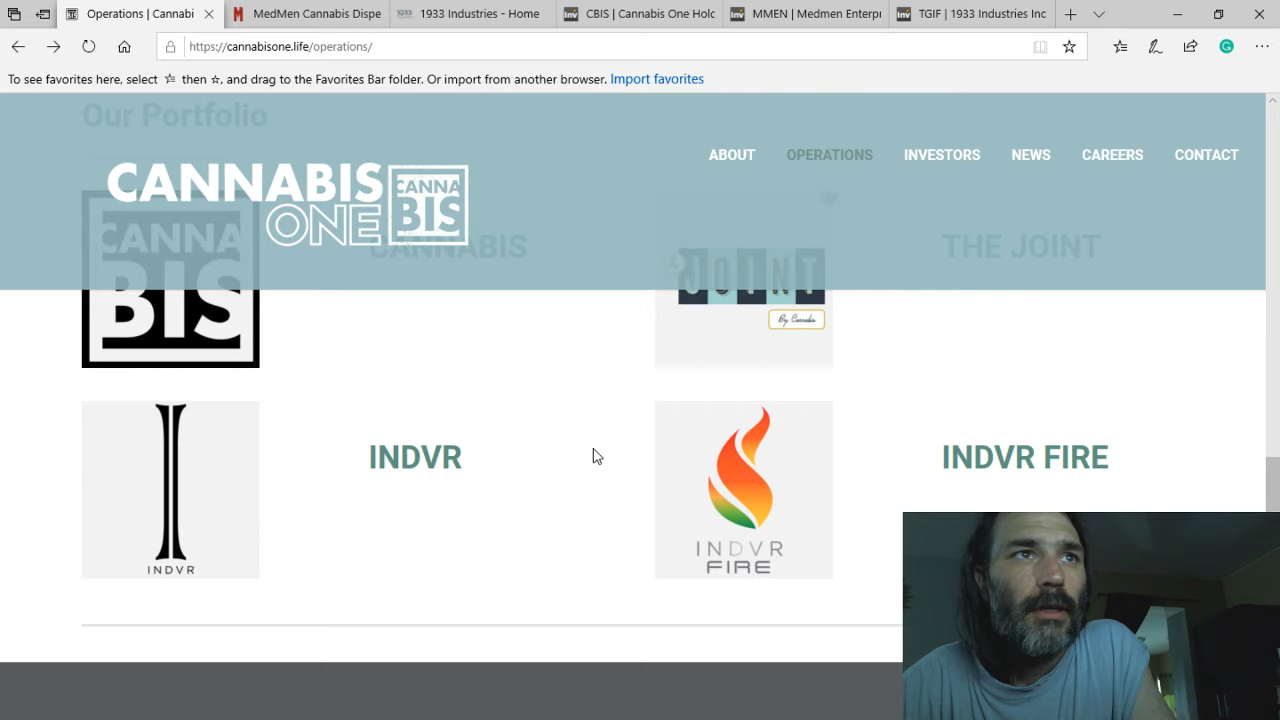 Operations | Cannabi
MedMen Cannabis Dispe
1933 Industries - Home
CBIS | Cannabis One Holc
MMEN | Medmen Enterpr
TGIF | 1933 Industries Inc
https://cannabisone.life/operations/
To see favorites here, select then, and drag to the Favorites Bar folder. Or import from another browser. Import favorites
Our Portfolio
ABOUT OPERATIONS INVESTORS NEWS CAREERS CONTACT
CANNABIS
ONE
CANNA
BIS
CANNA
BIS
CANNABIS
JOINT
By Cannabis
THE JOINT
INDVR
INDVR
INDVR
FIRE
INDVR FIRE